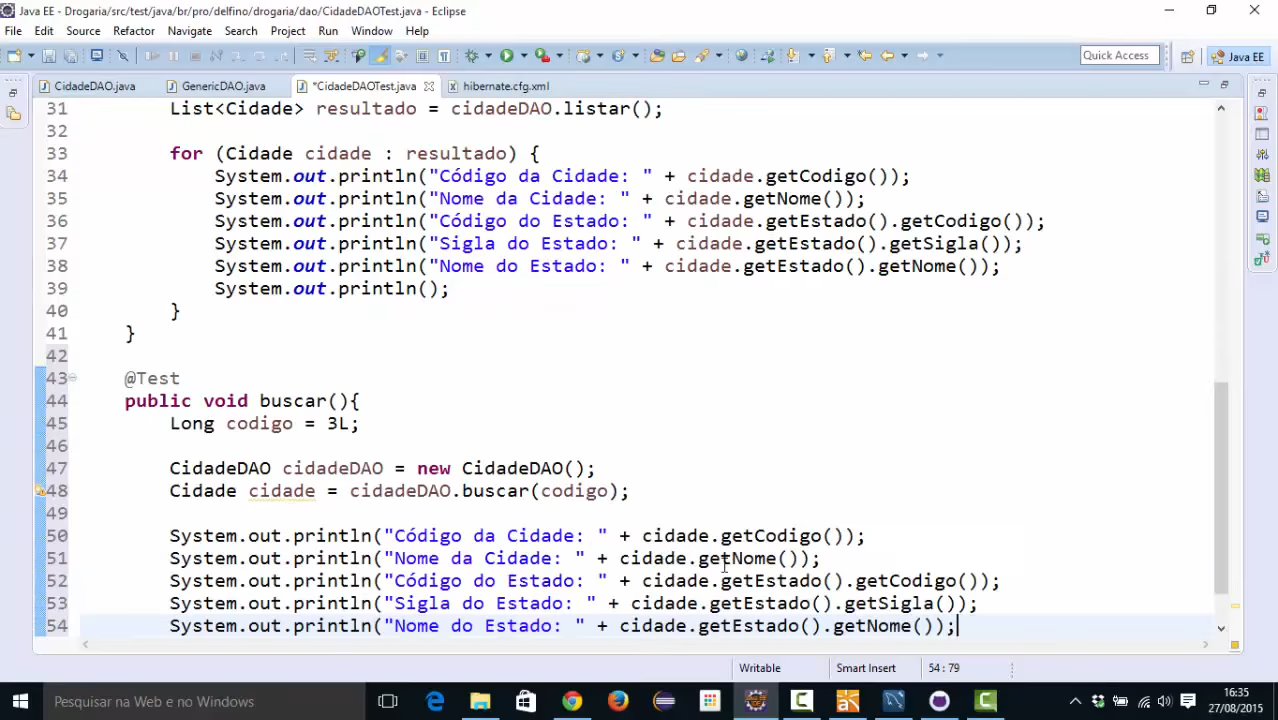 Java EE - Drogaria/src/test/java/br/pro/delfino/drogaria/dao/CidadeDAOTest.java - Eclipse
File Edit Source Refactor Navigate Search Project Run Window Help
Quick Access
Java EE
CidadeDAO.java GenericDAO.java *CidadeDAOTest.java hibernate.cfg.xml
31 List<Cidade> resultado = cidadeDAO.listar();
32
33 for (Cidade cidade : resultado) {
34 System.out.println("Código da Cidade: " + cidade.getCodigo());
35 System.out.println("Nome da Cidade: " + cidade.getNome());
36 System.out.println("Código do Estado: " + cidade.getEstado().getCodigo());
37 System.out.println("Sigla do Estado: " + cidade.getEstado().getSigla());
38 System.out.println("Nome do Estado: " + cidade.getEstado().getNome());
39 System.out.println();
40 }
41 }
42
43 @Test
44 public void buscar(){
45 Long codigo = 3L;
46
47 CidadeDAO cidadeDAO = new CidadeDAO();
48 Cidade cidade = cidadeDAO.buscar(codigo);
49
50 System.out.println("Código da Cidade: " + cidade.getCodigo());
51 System.out.println("Nome da Cidade: " + cidade.getNome());
52 System.out.println("Código do Estado: " + cidade.getEstado().getCodigo());
53 System.out.println("Sigla do Estado: " + cidade.getEstado().getSigla());
54 System.out.println("Nome do Estado: " + cidade.getEstado().getNome());
Writable Smart Insert 54 : 79
Pesquisar na Web e no Windows
16:35
27/08/2015